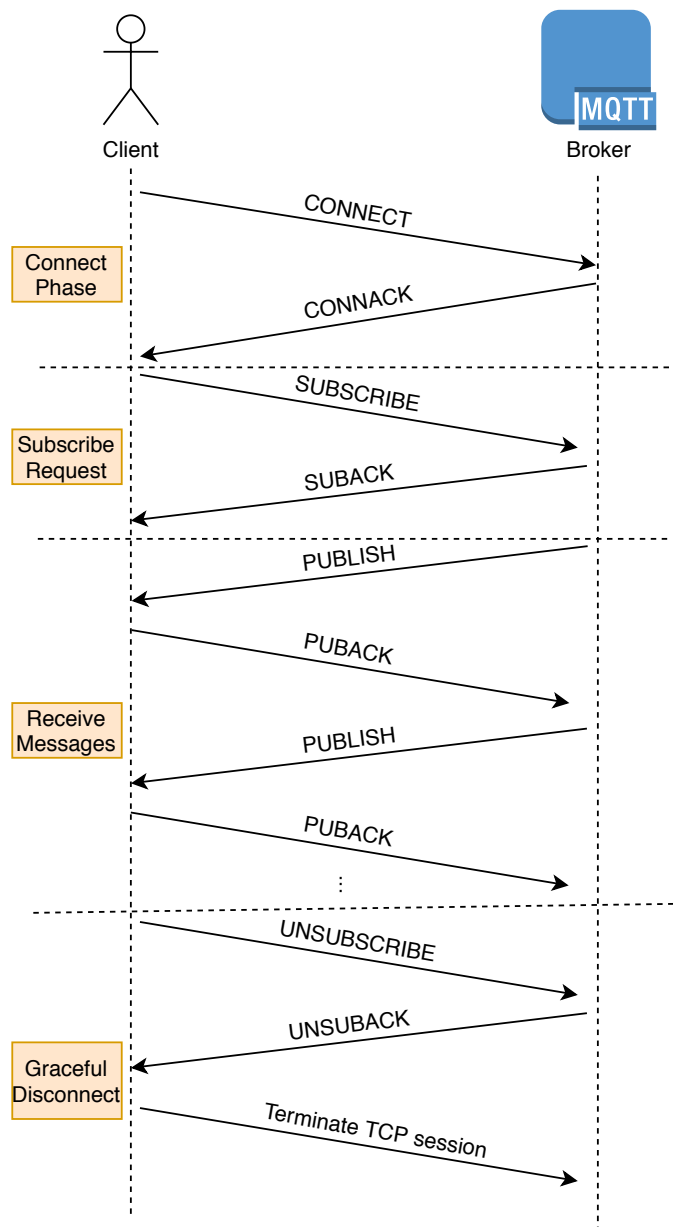 MQTT
Client
Broker
CONNECT
Connect
Phase
CONNACK
SUBSCRIBE
Subscribe
Request
SUBACK
PUBLISH
PUBACK
Receive
Messages
PUBLISH
PUBACK
...
UNSUBSCRIBE
UNSUBACK
Graceful
Disconnect
Terminate TCP session